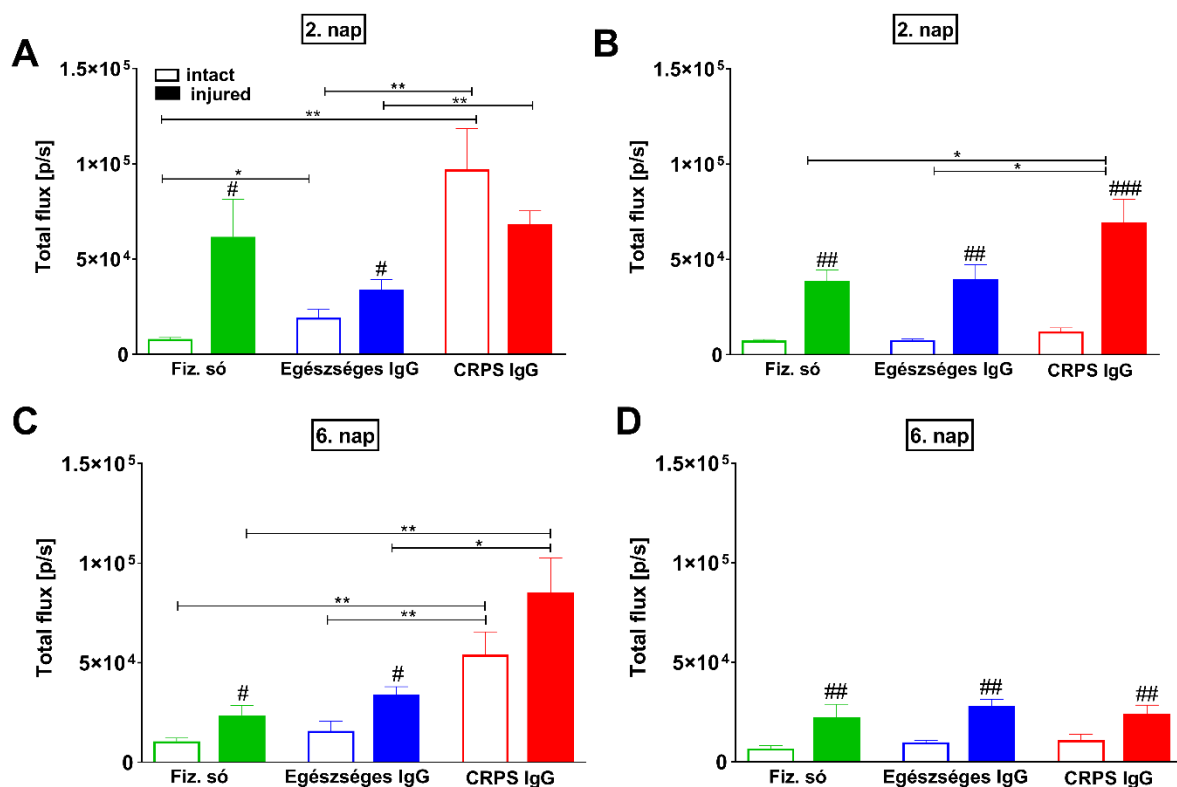 2. nap
2. nap
A
B
1.5×10⁵
intact
injured
**
**
**
*
#
#
1×10⁵
5×10⁴
0
Total flux [p/s]
Fiz. só
Egészséges IgG
CRPS IgG
1.5×10⁵
*
*
###
##
##
1×10⁵
5×10⁴
0
Total flux [p/s]
Fiz. só
Egészséges IgG
CRPS IgG
C
D
6. nap
6. nap
1.5×10⁵
**
*
**
**
#
#
1×10⁵
5×10⁴
0
Total flux [p/s]
Fiz. só
Egészséges IgG
CRPS IgG
1.5×10⁵
##
##
##
1×10⁵
5×10⁴
0
Total flux [p/s]
Fiz. só
Egészséges IgG
CRPS IgG